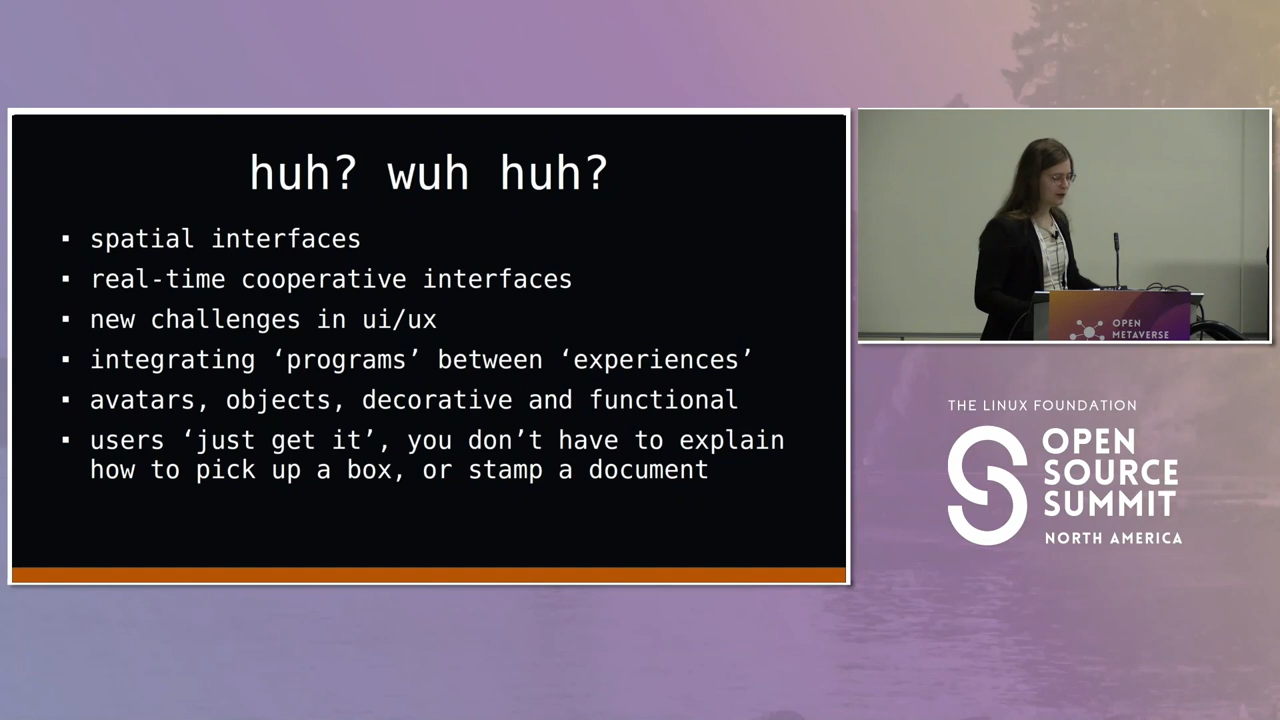 huh? wuh huh?
▪ spatial interfaces
▪ real-time cooperative interfaces
▪ new challenges in ui/ux
▪ integrating ‘programs’ between ‘experiences’
▪ avatars, objects, decorative and functional
▪ users ‘just get it’, you don’t have to explain
how to pick up a box, or stamp a document
OPEN
METAVERSE
THE LINUX FOUNDATION
OPEN
SOURCE
SUMMIT
NORTH AMERICA